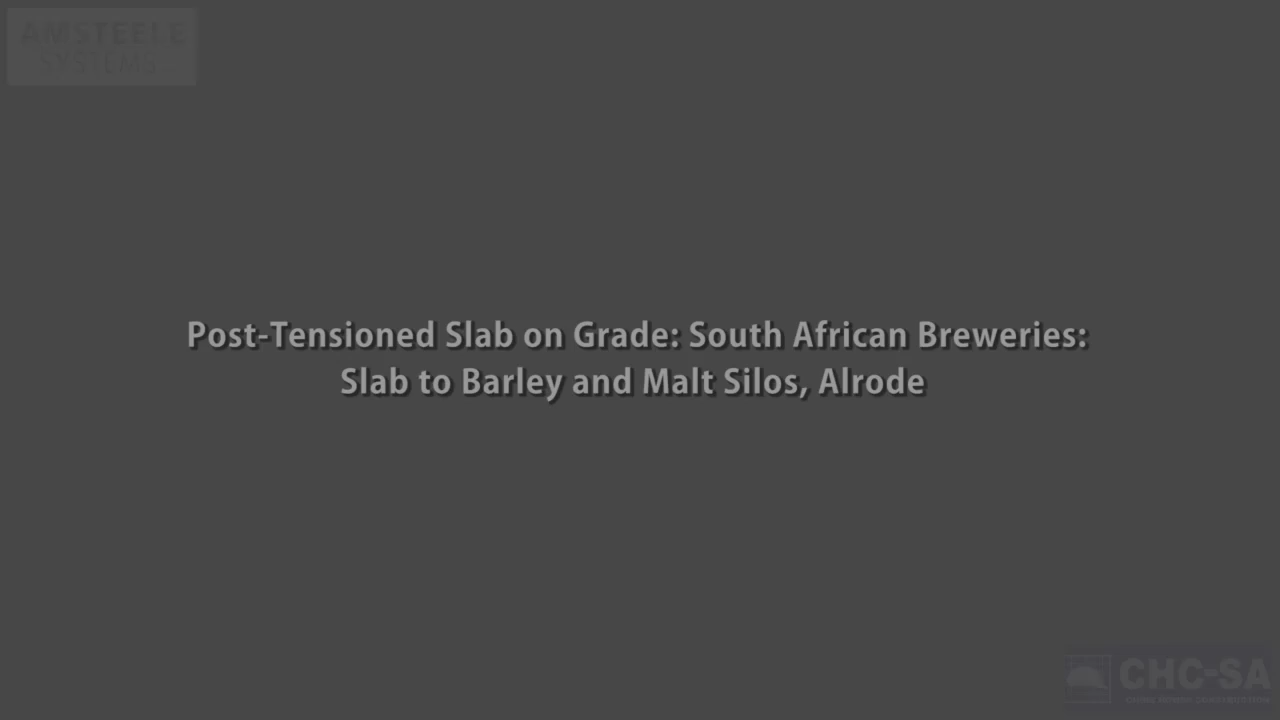 AMSTEELE
SYSTEMS
Post-Tensioned Slab on Grade: South African Breweries:
Slab to Barley and Malt Silos, Alrode
CHC-SA